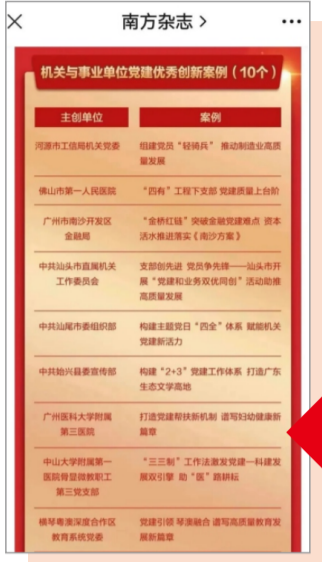 南方杂志 >
机关与事业单位党建优秀创新案例（10个）
主创单位 案例
河源市工信局机关党委 组建党员“轻骑兵” 推动制造业高质
量发展
佛山市第一人民医院 “四有”工程下支部 党建质量上台阶
广州市南沙开发区 “金桥红链”突破金融党建难点 资本
金融局 活水推进落实《南沙方案》
中共汕头市直属机关 支部创先进 党员争先锋——汕头市开
工作委员会 展“党建和业务双优同创”活动助推
高质量发展
中共汕尾市委组织部 构建主题党日“四全”体系 赋能机关
党建新活力
中共始兴县委宣传部 构建“2+3”党建工作体系 打造广东
生态文学高地
广州医科大学附属 打造党建帮扶新机制 谱写妇幼健康新
第三医院 篇章
中山大学附属第一 “三三制”工作法激发党建—科建发
医院骨显微教职工 展双引擎 助“医”路耕耘
第三党支部
横琴粤澳深度合作区 党建引领 琴澳融合 谱写高质量教育发
教育系统党委 展新篇章